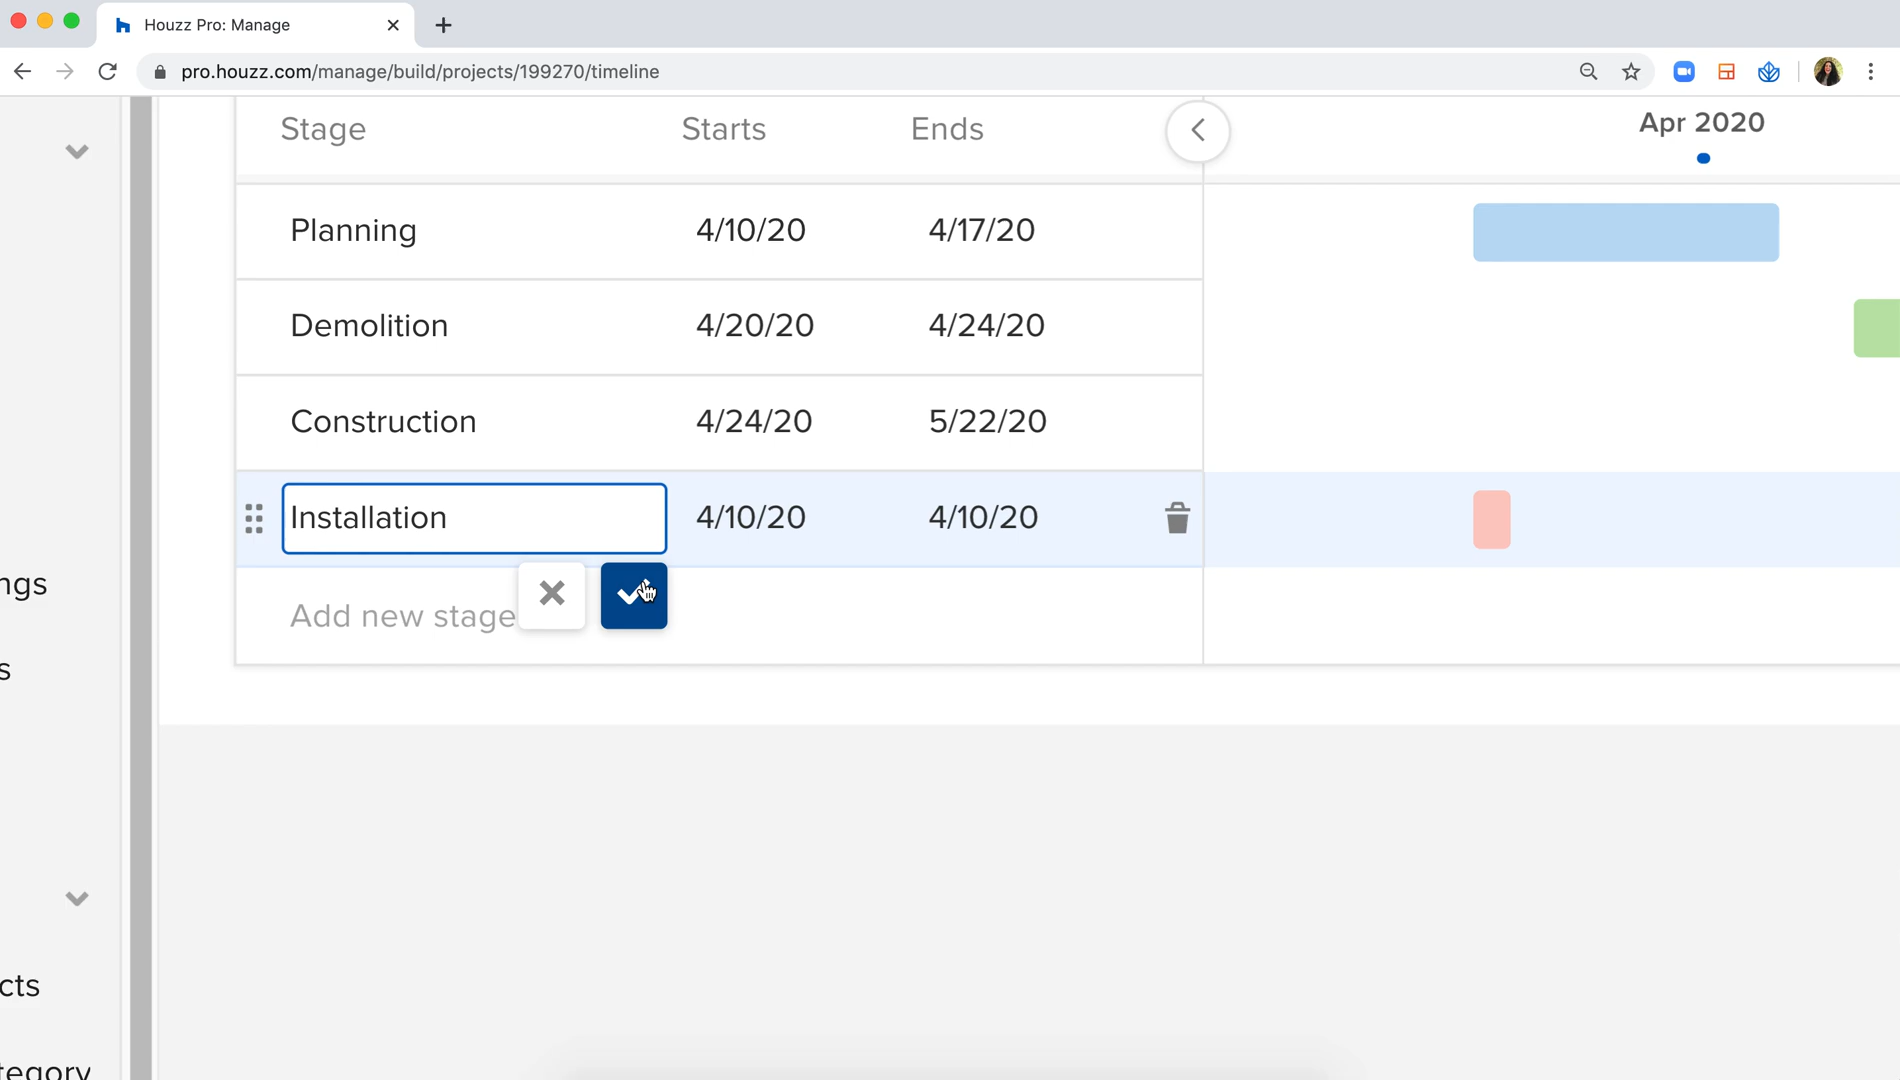 Houzz Pro: Manage
pro.houzz.com/manage/build/projects/199270/timeline
Stage Starts Ends
Apr 2020
Planning 4/10/20 4/17/20
Demolition 4/20/20 4/24/20
Construction 4/24/20 5/22/20
Installation 4/10/20 4/10/20
Add new stage
ngs
s
cts
tegory